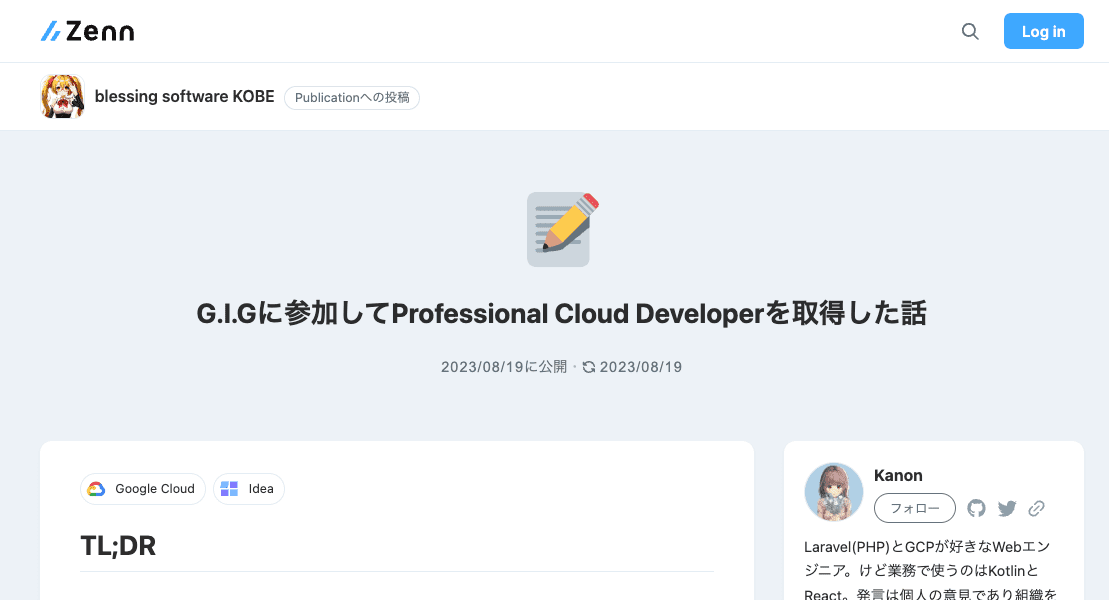 Zenn
Log in
blessing software KOBE
Publicationへの投稿
G.I.Gに参加してProfessional Cloud Developerを取得した話
2023/08/19に公開 · 2023/08/19
Google Cloud
Idea
TL;DR
Kanon
フォロー
Laravel(PHP)とGCPが好きなWebエン
ジニア。けど業務で使うのはKotlinと
React。発言は個人の意見であり組織を